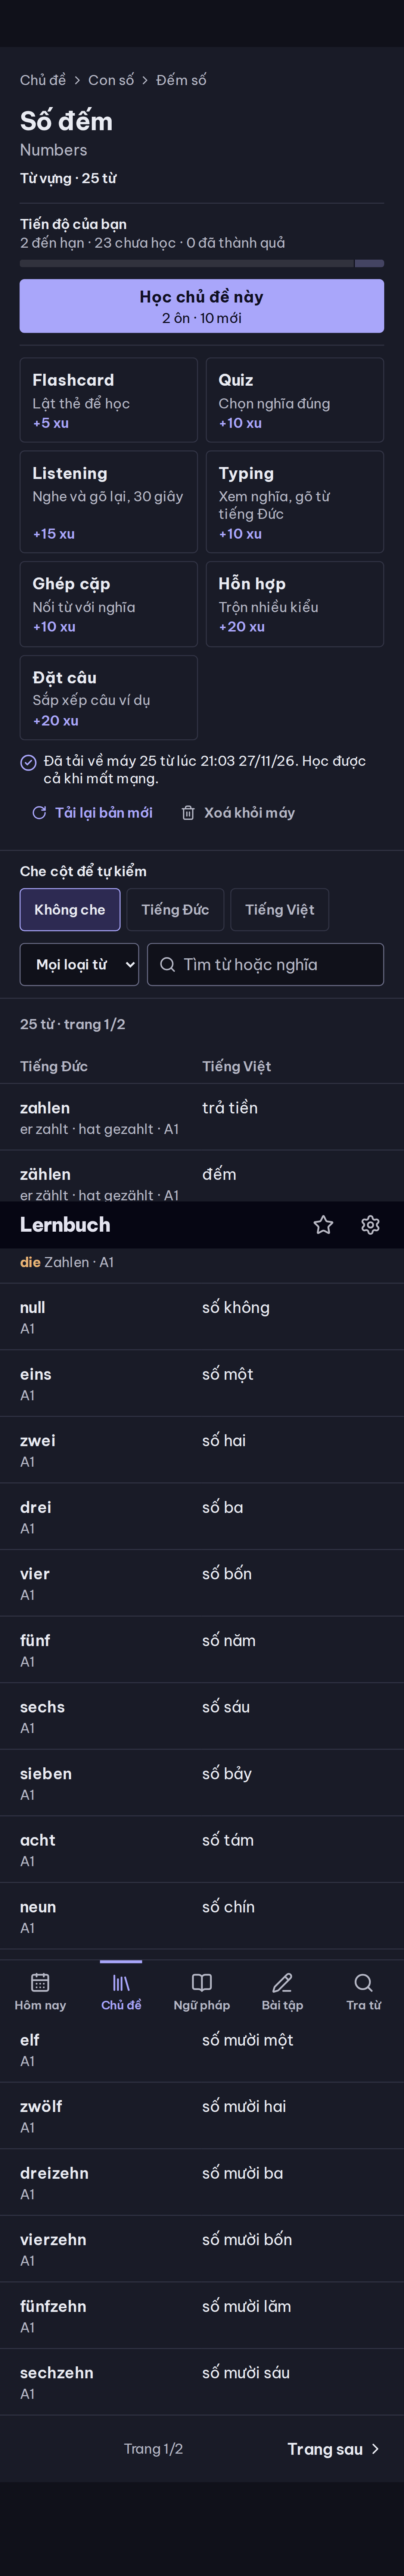 Chủ đề > Con số > Đếm số
Số đếm
Numbers
Từ vựng · 25 từ
Tiến độ của bạn
2 đến hạn · 23 chưa học · 0 đã thành quả
Học chủ đề này
2 ôn · 10 mới
Flashcard
Lật thẻ để học
+5 xu
Quiz
Chọn nghĩa đúng
+10 xu
Listening
Nghe và gõ lại, 30 giây
+15 xu
Typing
Xem nghĩa, gõ từ
tiếng Đức
+10 xu
Ghép cặp
Nối từ với nghĩa
+10 xu
Hỗn hợp
Trộn nhiều kiểu
+20 xu
Đặt câu
Sắp xếp câu ví dụ
+20 xu
Đã tải về máy 25 từ lúc 21:03 27/11/26. Học được
cả khi mất mạng.
Tải lại bản mới
Xoá khỏi máy
Che cột để tự kiểm
Không che
Tiếng Đức
Tiếng Việt
Mọi loại từ
Tìm từ hoặc nghĩa
25 từ · trang 1/2
Tiếng Đức
Tiếng Việt
zahlen
trả tiền
er zahlt · hat gezahlt · A1
zählen
đếm
er zählt · hat gezählt · A1
Lernbuch
die Zahlen · A1
null
số không
A1
eins
số một
A1
zwei
số hai
A1
drei
số ba
A1
vier
số bốn
A1
fünf
số năm
A1
sechs
số sáu
A1
sieben
số bảy
A1
acht
số tám
A1
neun
số chín
A1
Hôm nay
Chủ đề
Ngữ pháp
Bài tập
Tra từ
elf
số mười một
A1
zwölf
số mười hai
A1
dreizehn
số mười ba
A1
vierzehn
số mười bốn
A1
fünfzehn
số mười lăm
A1
sechzehn
số mười sáu
A1
Trang 1/2
Trang sau >